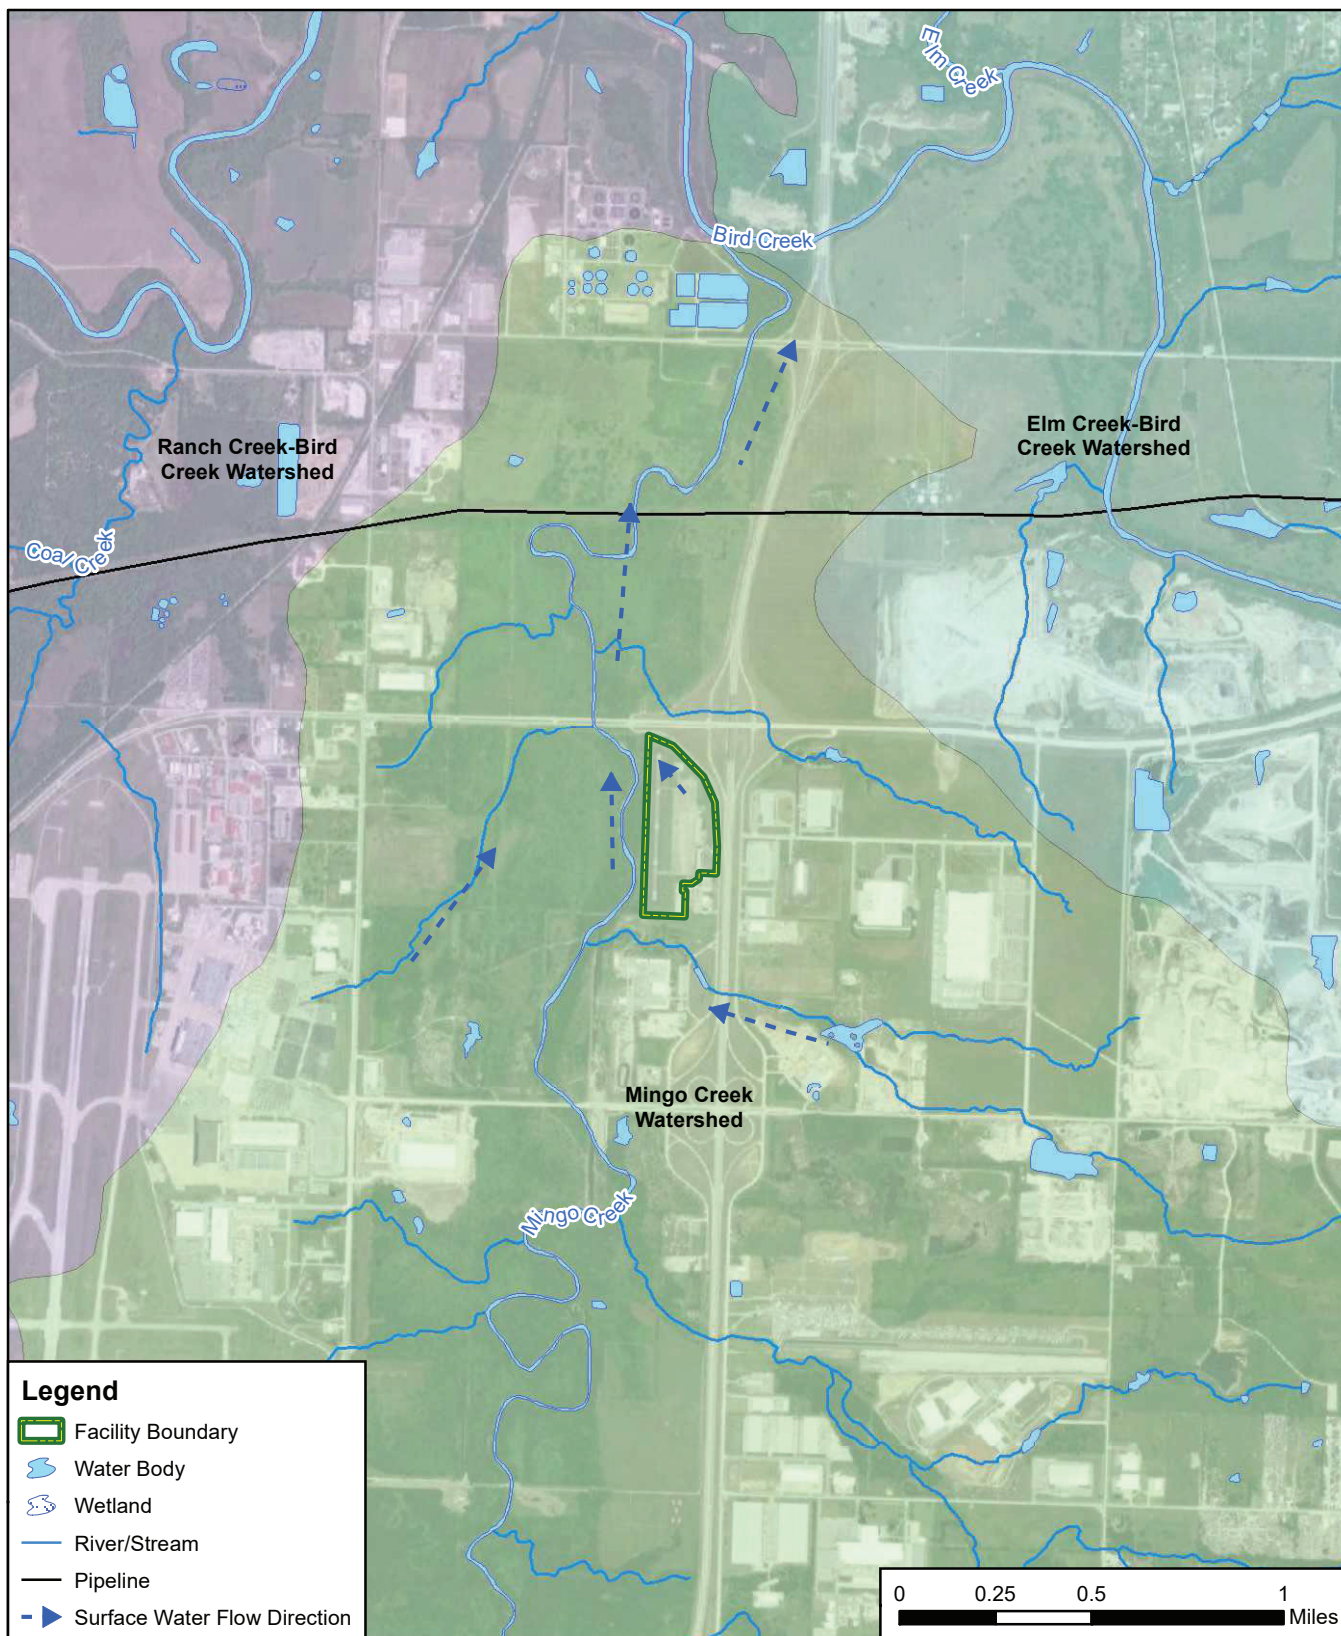 Elm Creek
Bird Creek
Ranch Creek-Bird
Creek Watershed
Elm Creek-Bird
Creek Watershed
Coal Creek
Mingo Creek
Watershed
Mingo Creek
Legend
Facility Boundary
Water Body
Wetland
River/Stream
Pipeline
Surface Water Flow Direction
0 0.25 0.5 1
Miles